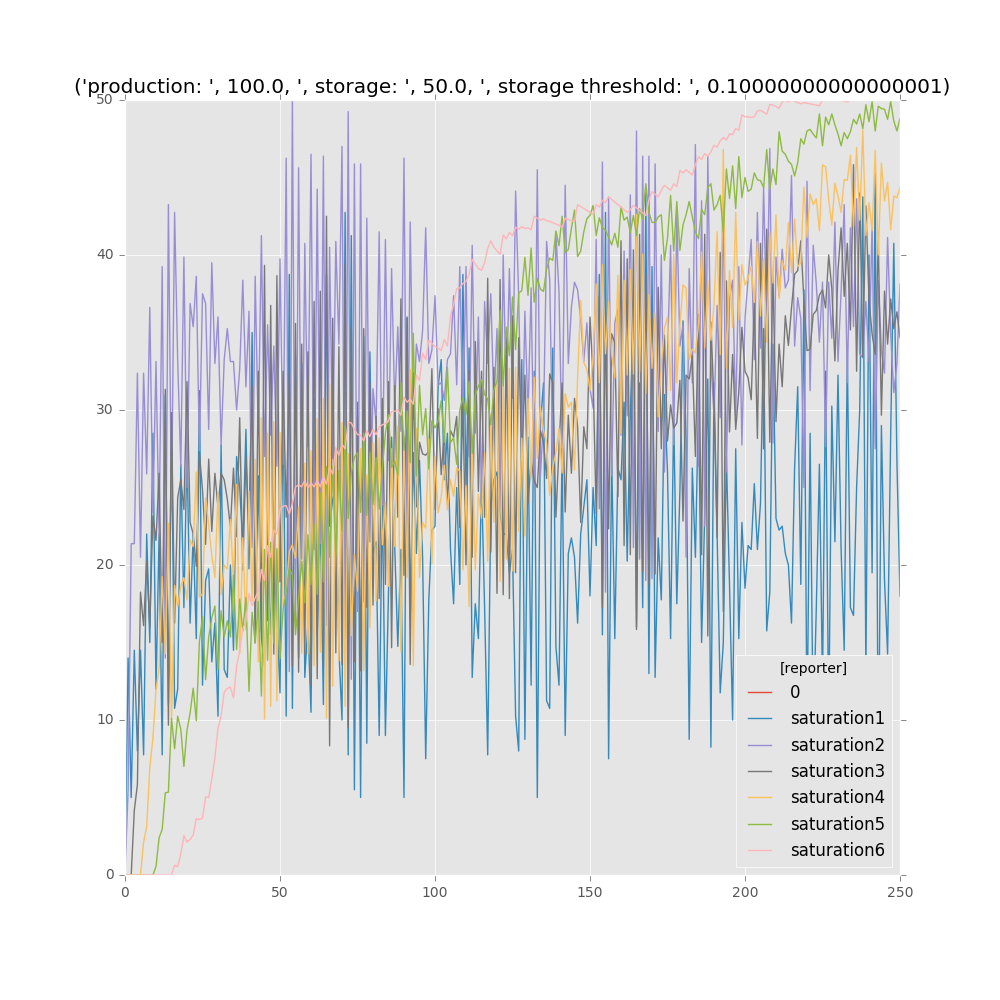 ('production: ', 100.0, ', storage: ', 50.0, ', storage threshold: ', 0.10000000000000001)
50
40
30
20
10
0
0 50 100 150 200 250
[reporter]
0
saturation1
saturation2
saturation3
saturation4
saturation5
saturation6